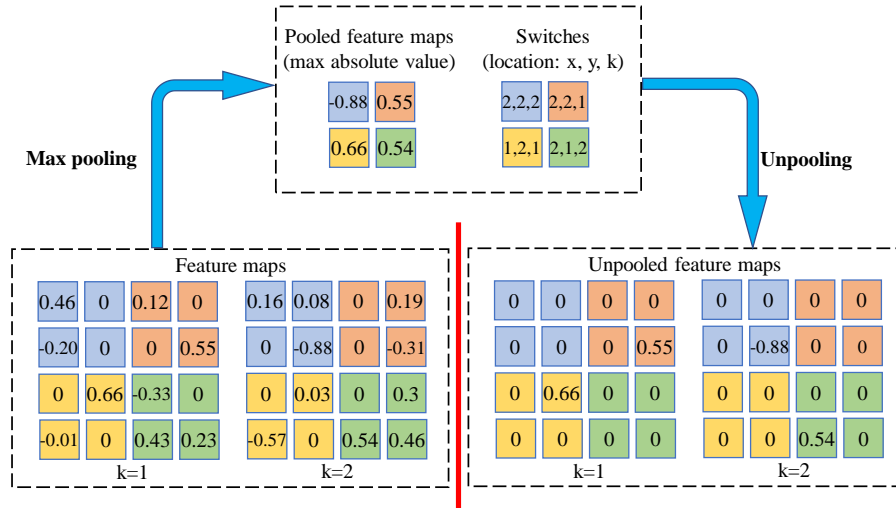 Pooled feature maps
(max absolute value)
Switches
(location: x, y, k)
-0.88 0.55
2,2,2 2,2,1
0.66 0.54
1,2,1 2,1,2
Max pooling
Unpooling
Feature maps
0.46 0 0.12 0
0.16 0.08 0 0.19
-0.20 0 0 0.55
0 -0.88 0 -0.31
0 0.66 -0.33 0
0 0.03 0 0.3
-0.01 0 0.43 0.23
-0.57 0 0.54 0.46
k=1
k=2
Unpooled feature maps
0 0 0 0
0 0 0 0
0 0 0 0.55
0 -0.88 0 0
0 0.66 0 0
0 0 0 0
0 0 0 0
0 0 0.54 0
k=1
k=2